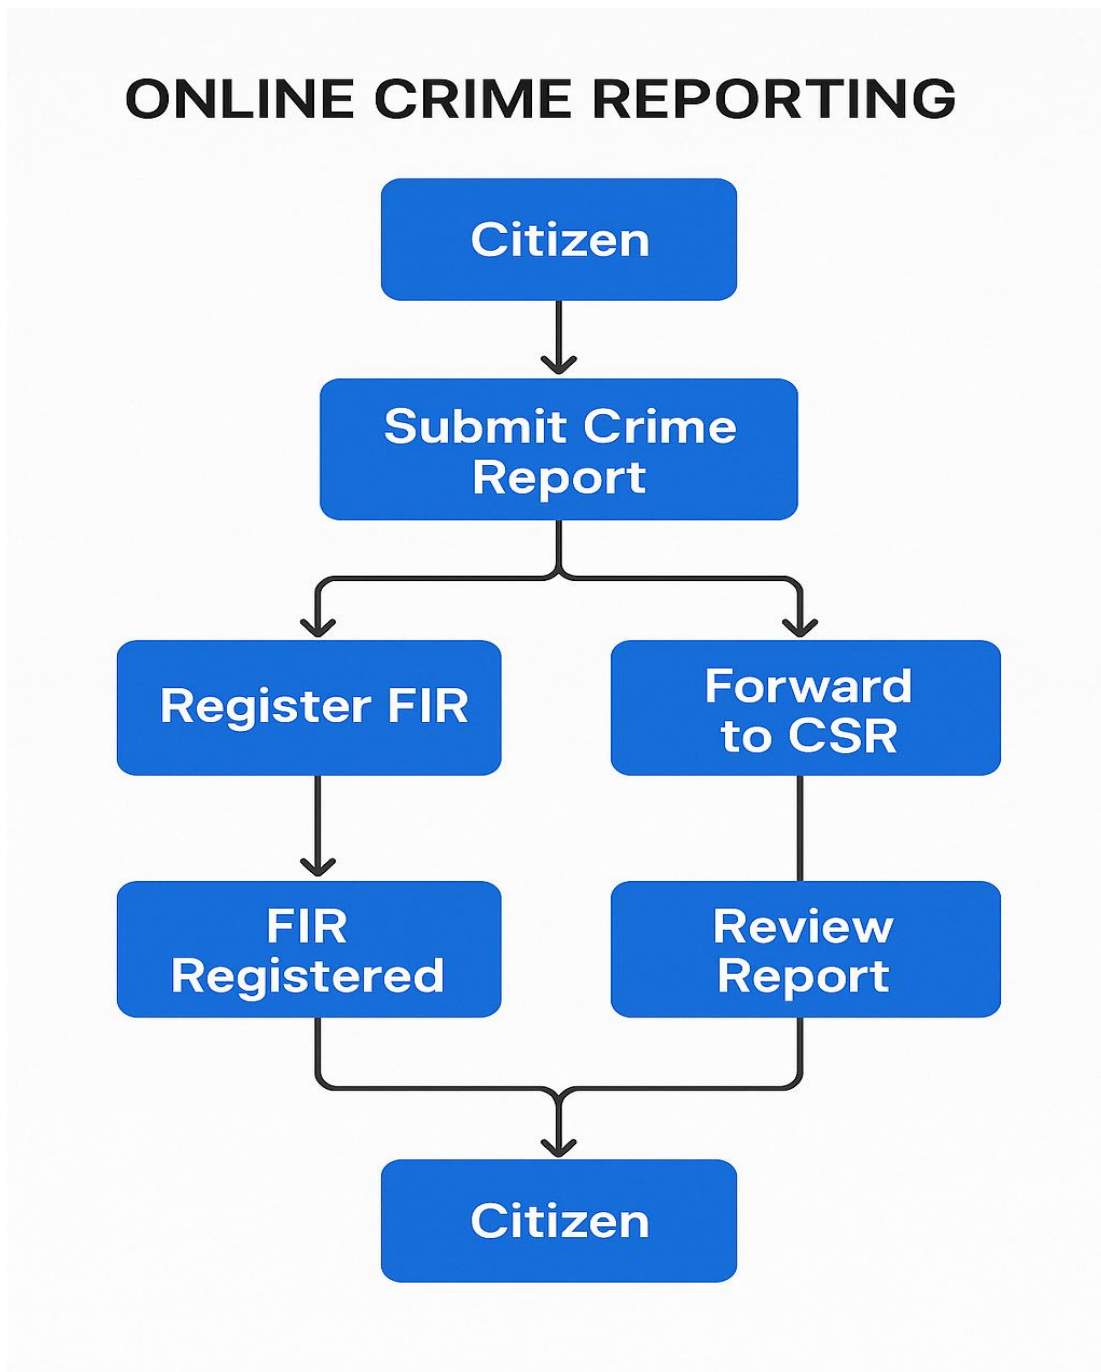 ONLINE CRIME REPORTING
Citizen
Submit Crime
Report
Register FIR
Forward
to CSR
FIR
Registered
Review
Report
Citizen